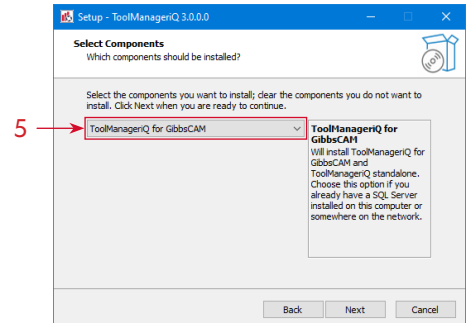 Setup - ToolManageriQ 3.0.0.0
Select Components
Which components should be installed?
Select the components you want to install; clear the components you do not want to
install. Click Next when you are ready to continue.
5
ToolManageriQ for GibbsCAM
ToolManageriQ for
GibbsCAM
Will install ToolManageriQ for
GibbsCAM and
ToolManageriQ standalone.
Choose this option if you
already have a SQL Server
installed on this computer or
somewhere on the network.
Back
Next
Cancel